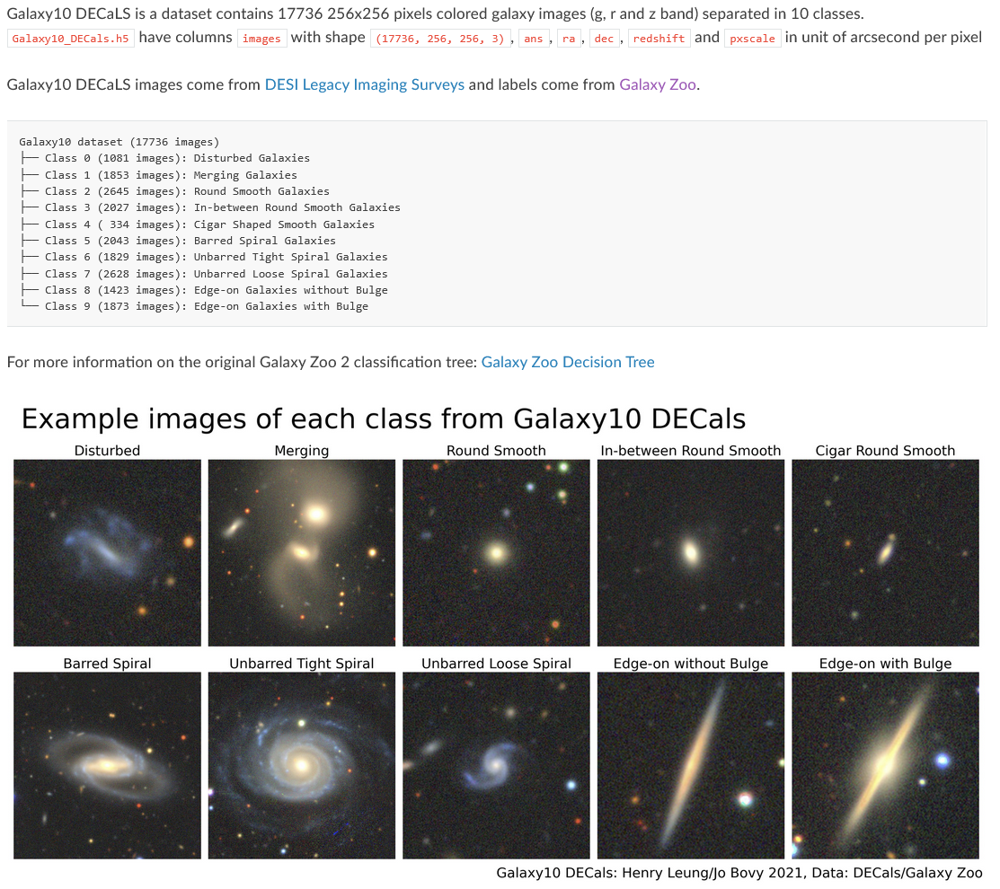 Galaxy10 DECaLS is a dataset contains 17736 256x256 pixels colored galaxy images (g, r and z band) separated in 10 classes.
Galaxy10_DECals.h5 have columns images with shape (17736, 256, 256, 3), ans, ra, dec, redshift and pxscale in unit of arcsecond per pixel
Galaxy10 DECaLS images come from DESI Legacy Imaging Surveys and labels come from Galaxy Zoo.
Galaxy10 dataset (17736 images)
├── Class 0 (1081 images): Disturbed Galaxies
├── Class 1 (1853 images): Merging Galaxies
├── Class 2 (2645 images): Round Smooth Galaxies
├── Class 3 (2027 images): In-between Round Smooth Galaxies
├── Class 4 ( 334 images): Cigar Shaped Smooth Galaxies
├── Class 5 (2043 images): Barred Spiral Galaxies
├── Class 6 (1829 images): Unbarred Tight Spiral Galaxies
├── Class 7 (2628 images): Unbarred Loose Spiral Galaxies
├── Class 8 (1423 images): Edge-on Galaxies without Bulge
└── Class 9 (1873 images): Edge-on Galaxies with Bulge
For more information on the original Galaxy Zoo 2 classification tree: Galaxy Zoo Decision Tree
Example images of each class from Galaxy10 DECals
Disturbed Merging Round Smooth In-between Round Smooth Cigar Round Smooth
Barred Spiral Unbarred Tight Spiral Unbarred Loose Spiral Edge-on without Bulge Edge-on with Bulge
Galaxy10 DECals: Henry Leung/Jo Bovy 2021, Data: DECals/Galaxy Zoo